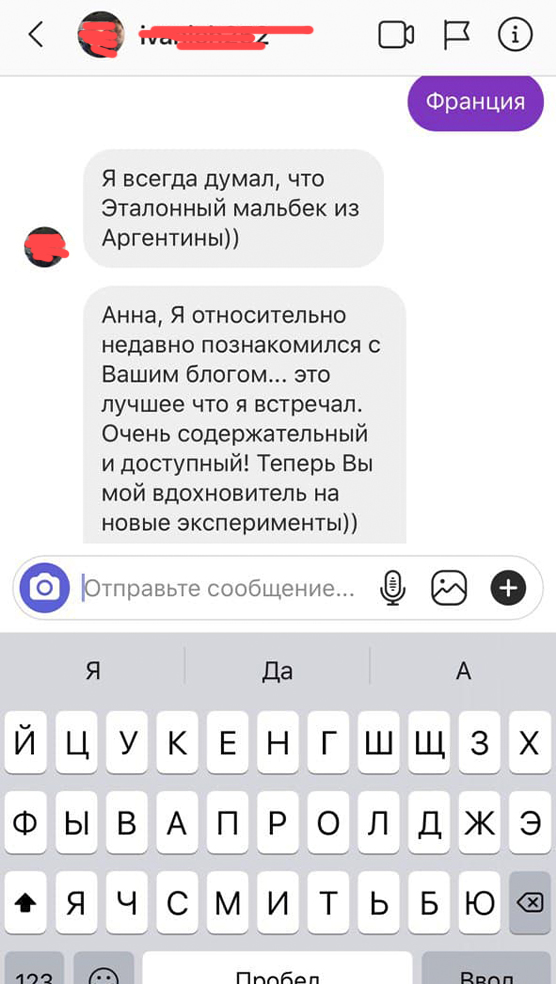 Франция
Я всегда думал, что
Эталонный мальбек из
Аргентины))
Анна, Я относительно
недавно познакомился с
Вашим блогом... это
лучшее что я встречал.
Очень содержательный
и доступный! Теперь Вы
мой вдохновитель на
новые эксперименты))
Отправьте сообщение...
Я Да А
Й Ц У К Е Н Г Ш Щ З Х
Ф Ы В А П Р О Л Д Ж Э
Я Ч С М И Т Ь Б Ю
123 Пробел Ввод